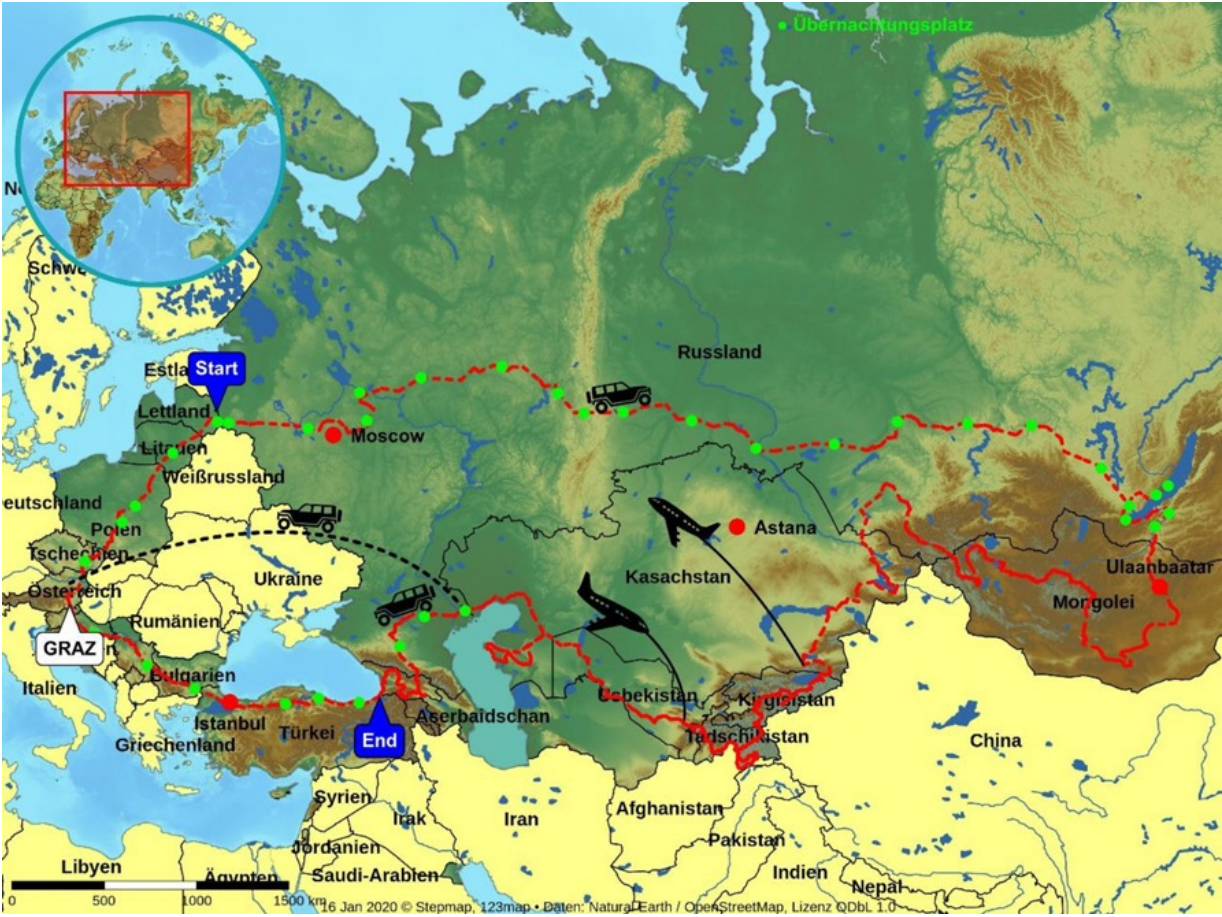 Übernachtungsplatz
Schw
Russland
Estla
Start
Lettland
Moscow
Litauen
Weißrussland
eutschland
Polen
Astana
Tschechien
Ukraine
Kasachstan
Ulaanbaatar
Österreich
Mongolei
Rumänien
GRAZ
Bulgarien
Italien
Usbekistan
Kirgisistan
Istanbul
Aserbaidschan
Türkei
Tadschikistan
Griechenland
End
China
Syrien
Afghanistan
Irak
Iran
Pakistan
Jordanien
Libyen
Ägypten
Saudi-Arabien
Indien
Nepal
0 500 1000 1500 km
16 Jan 2020 © Stepmap, 123map • Daten: Natural Earth / OpenStreetMap, Lizenz ODbL 1.0